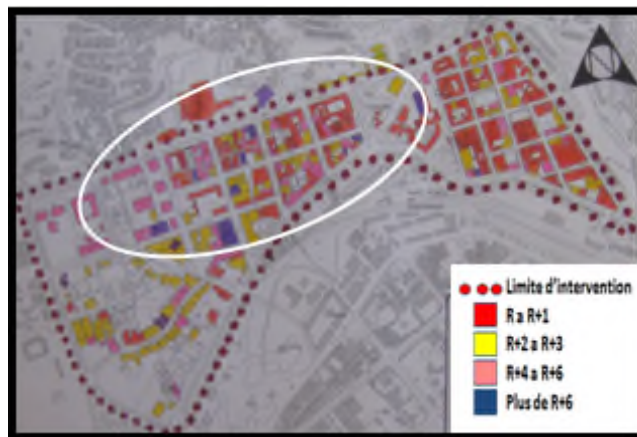 N
Limite d'intervention
R a R+1
R+2 a R+3
R+4 a R+6
Plus de R+6